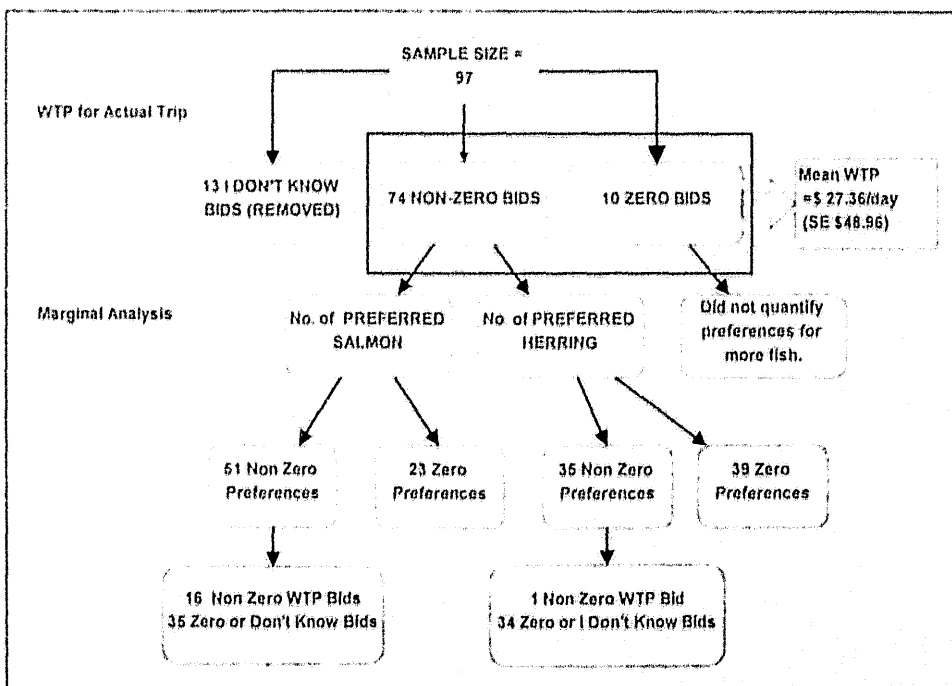 SAMPLE SIZE =
97
WTP for Actual Trip
13 I DON'T KNOW
BIDS (REMOVED)
74 NON-ZERO BIDS
10 ZERO BIDS
Mean WTP
=$ 27.36/day
(SE $48.96)
Marginal Analysis
No. of PREFERRED
SALMON
No. of PREFERRED
HERRING
Did not quantify
preferences for
more fish.
51 Non Zero
Preferences
23 Zero
Preferences
35 Non Zero
Preferences
39 Zero
Preferences
16 Non Zero WTP Bids
35 Zero or Don't Know Bids
1 Non Zero WTP Bid
34 Zero or I Don't Know Bids